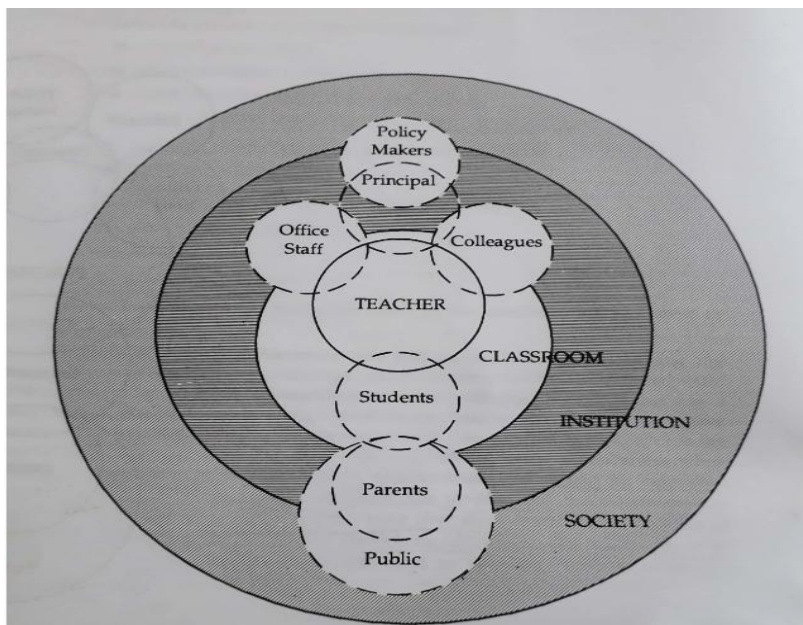 Policy
Makers
Principal
Office
Staff
Colleagues
TEACHER
CLASSROOM
Students
INSTITUTION
Parents
SOCIETY
Public